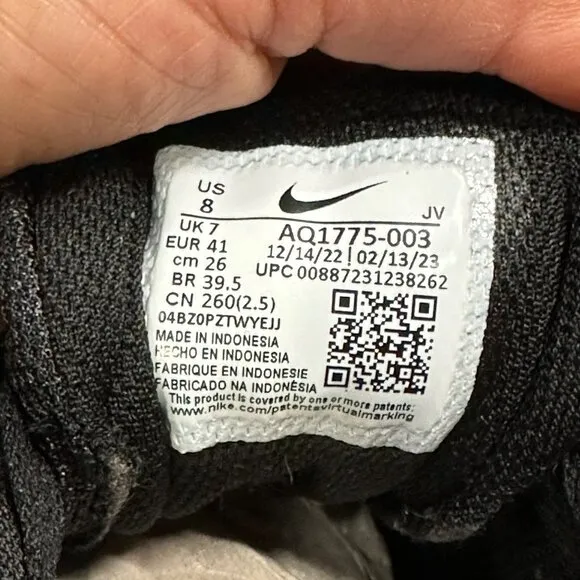 US
8
UK 7
EUR 41
cm 26
BR 39.5
CN 260(2.5)
04BZ0PZTWYEJJ
JV
AQ1775-003
12/14/22 | 02/13/23
UPC 00887231238262
MADE IN INDONESIA
HECHO EN INDONESIA
FABRIQUE EN INDONESIE
FABRICADO NA INDONÉSIA
This product is covered by one or more patents:
www.nike.com/patentsvirtualmarking